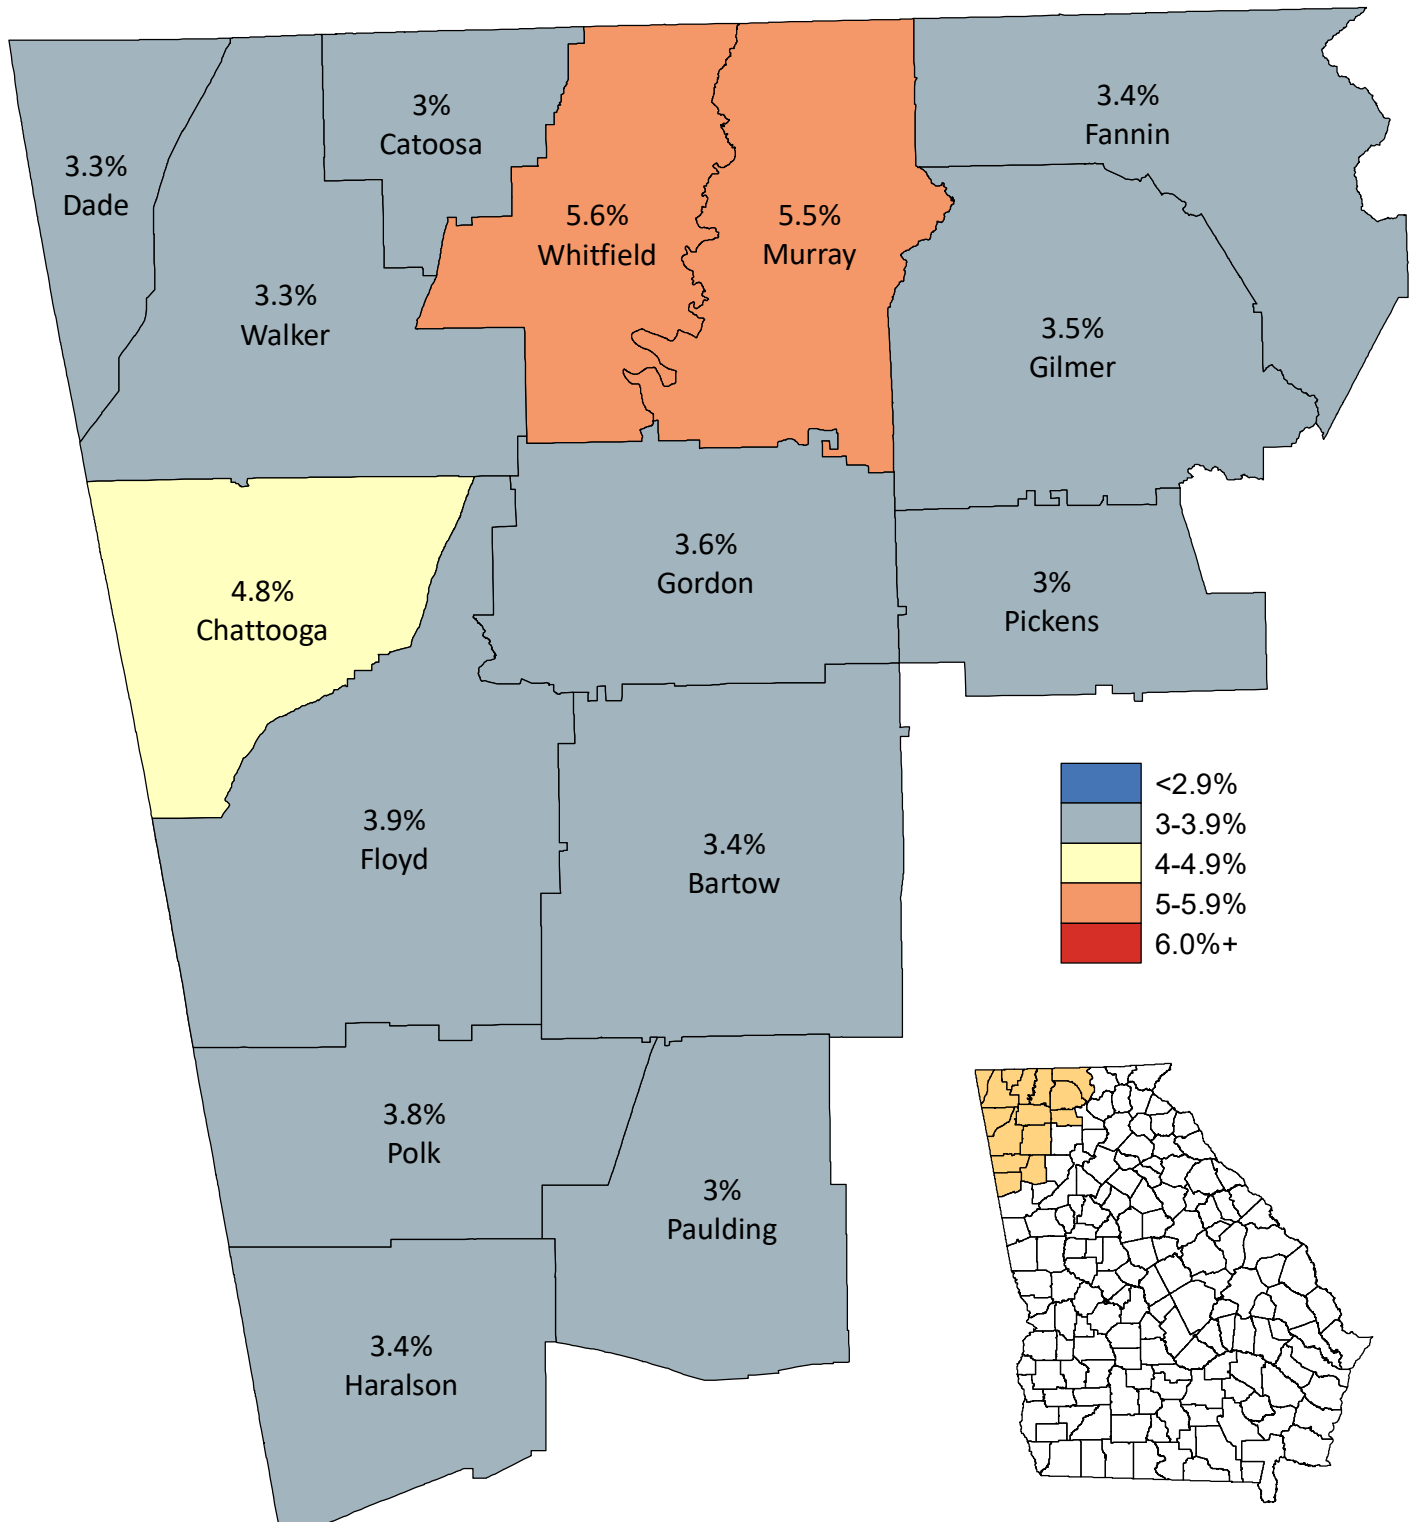 3%
Catoosa
3.4%
Fannin
3.3%
Dade
5.6%
Whitfield
5.5%
Murray
3.3%
Walker
3.5%
Gilmer
3.6%
Gordon
3%
Pickens
4.8%
Chattooga
3.9%
Floyd
3.4%
Bartow
<2.9%
3-3.9%
4-4.9%
5-5.9%
6.0%+
3.8%
Polk
3%
Paulding
3.4%
Haralson